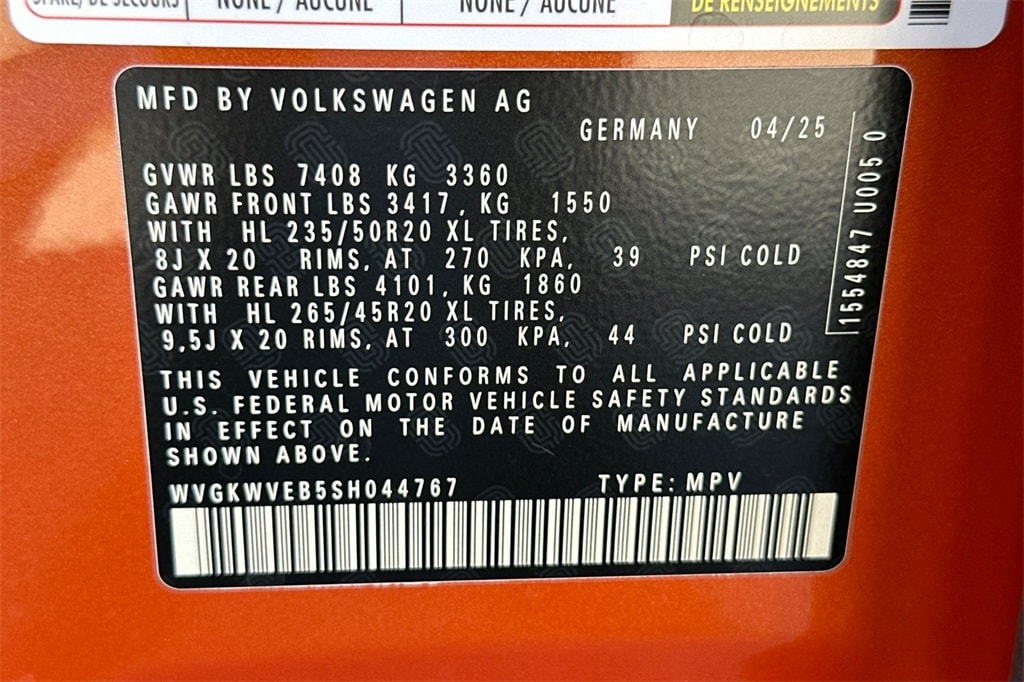 SPARE/DE SECOURS NONE / AUCUNE NONE / AUCUNE DE RENSEIGNEMENTS
MFD BY VOLKSWAGEN AG
GERMANY 04/25
GVWR LBS 7408 KG 3360
GAWR FRONT LBS 3417, KG 1550
WITH HL 235/50R20 XL TIRES,
8J X 20 RIMS, AT 270 KPA, 39 PSI COLD
GAWR REAR LBS 4101, KG 1860
WITH HL 265/45R20 XL TIRES,
9,5J X 20 RIMS, AT 300 KPA, 44 PSI COLD
1554847 U005 0
THIS VEHICLE CONFORMS TO ALL APPLICABLE
U.S. FEDERAL MOTOR VEHICLE SAFETY STANDARDS
IN EFFECT ON THE DATE OF MANUFACTURE
SHOWN ABOVE.
WVGKWVEB5SH044767 TYPE: MPV